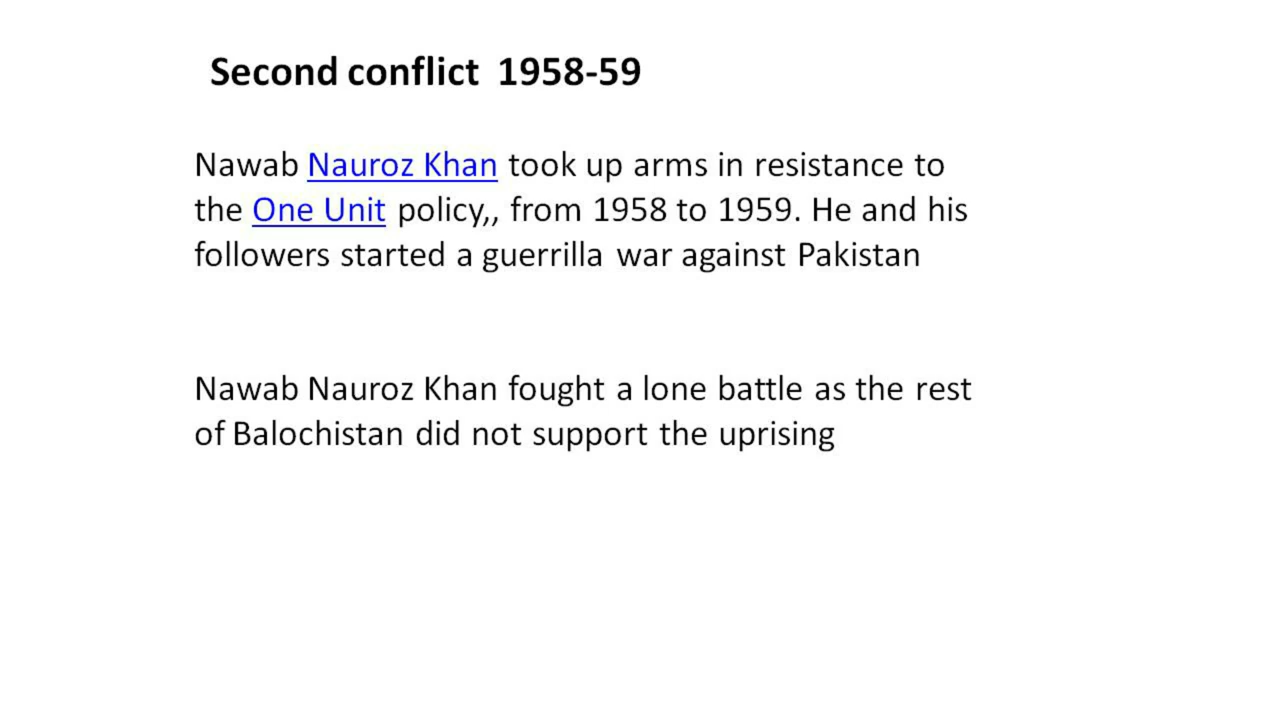 Second conflict 1958-59
Nawab Nauroz Khan took up arms in resistance to
the One Unit policy,, from 1958 to 1959. He and his
followers started a guerrilla war against Pakistan
Nawab Nauroz Khan fought a lone battle as the rest
of Balochistan did not support the uprising